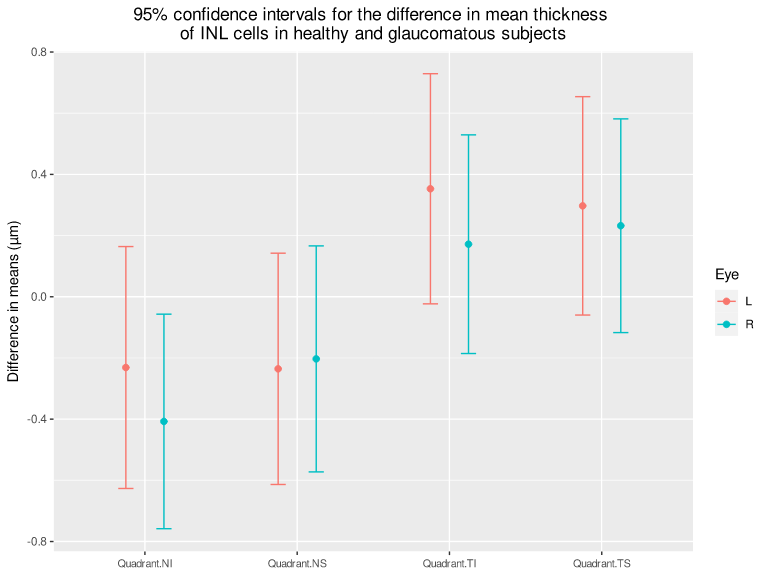 95% confidence intervals for the difference in mean thickness
of INL cells in healthy and glaucomatous subjects
Difference in means (µm)
0.8
0.4
0.0
-0.4
-0.8
Quadrant.NI
Quadrant.NS
Quadrant.TI
Quadrant.TS
Eye
L
R